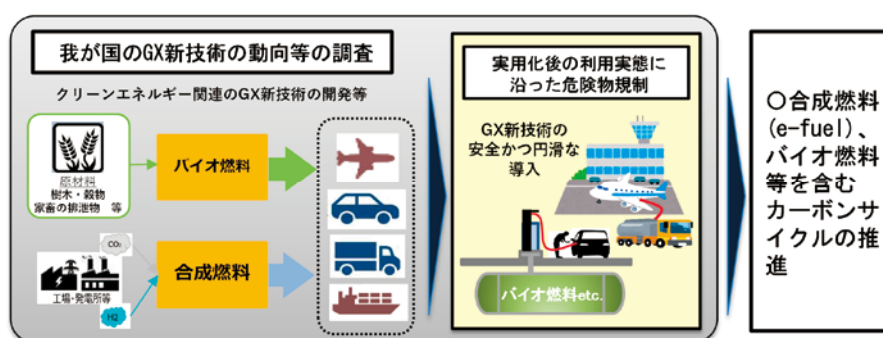 我が国のGX新技術の動向等の調査
クリーンエネルギー関連のGX新技術の開発等
原材料
樹木・穀物
家畜の排泄物　等
バイオ燃料
CO₂
工場・発電所等
H2
合成燃料
実用化後の利用実態に
沿った危険物規制
GX新技術の
安全かつ円滑な
導入
バイオ燃料etc.
〇合成燃料
(e-fuel)、
バイオ燃料
等を含む
カーボンサ
イクルの推
進